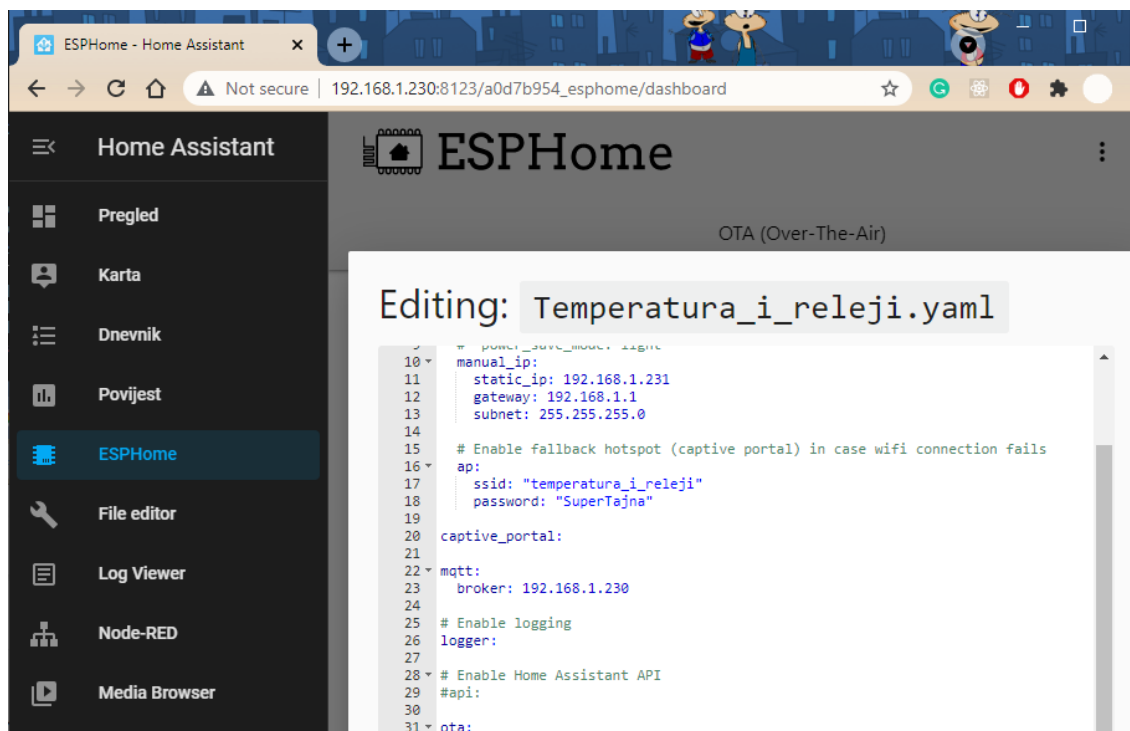 ESPHome - Home Assistant
Not secure | 192.168.1.230:8123/a0d7b954_esphome/dashboard
Home Assistant
ESPHome
Pregled
OTA (Over-The-Air)
Karta
Dnevnik
Povijest
ESPHome
File editor
Log Viewer
Node-RED
Media Browser
Editing: Temperatura_i_releji.yaml
9 # power_save_mode: light
10 manual_ip:
11 static_ip: 192.168.1.231
12 gateway: 192.168.1.1
13 subnet: 255.255.255.0
14
15 # Enable fallback hotspot (captive portal) in case wifi connection fails
16 ap:
17 ssid: "temperatura_i_releji"
18 password: "SuperTajna"
19
20 captive_portal:
21
22 mqtt:
23 broker: 192.168.1.230
24
25 # Enable logging
26 logger:
27
28 # Enable Home Assistant API
29 #api:
30
31 ota: